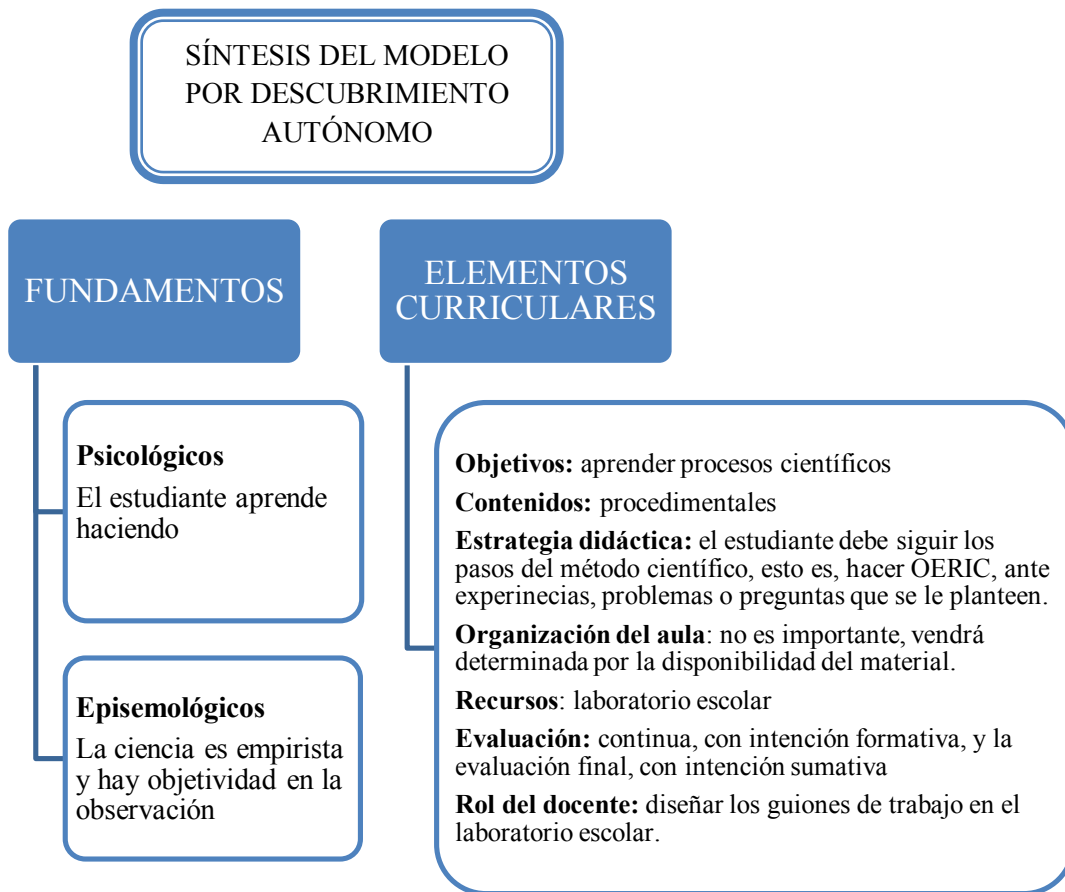 SÍNTESIS DEL MODELO
POR DESCUBRIMIENTO
AUTÓNOMO
FUNDAMENTOS
Psicológicos
El estudiante aprende
haciendo
Episemológicos
La ciencia es empirista
y hay objetividad en la
observación
ELEMENTOS
CURRICULARES
Objetivos: aprender procesos científicos
Contenidos: procedimentales
Estrategia didáctica: el estudiante debe siguir los
pasos del método científico, esto es, hacer OERIC, ante
experinecias, problemas o preguntas que se le planteen.
Organización del aula: no es importante, vendrá
determinada por la disponibilidad del material.
Recursos: laboratorio escolar
Evaluación: continua, con intención formativa, y la
evaluación final, con intención sumativa
Rol del docente: diseñar los guiones de trabajo en el
laboratorio escolar.